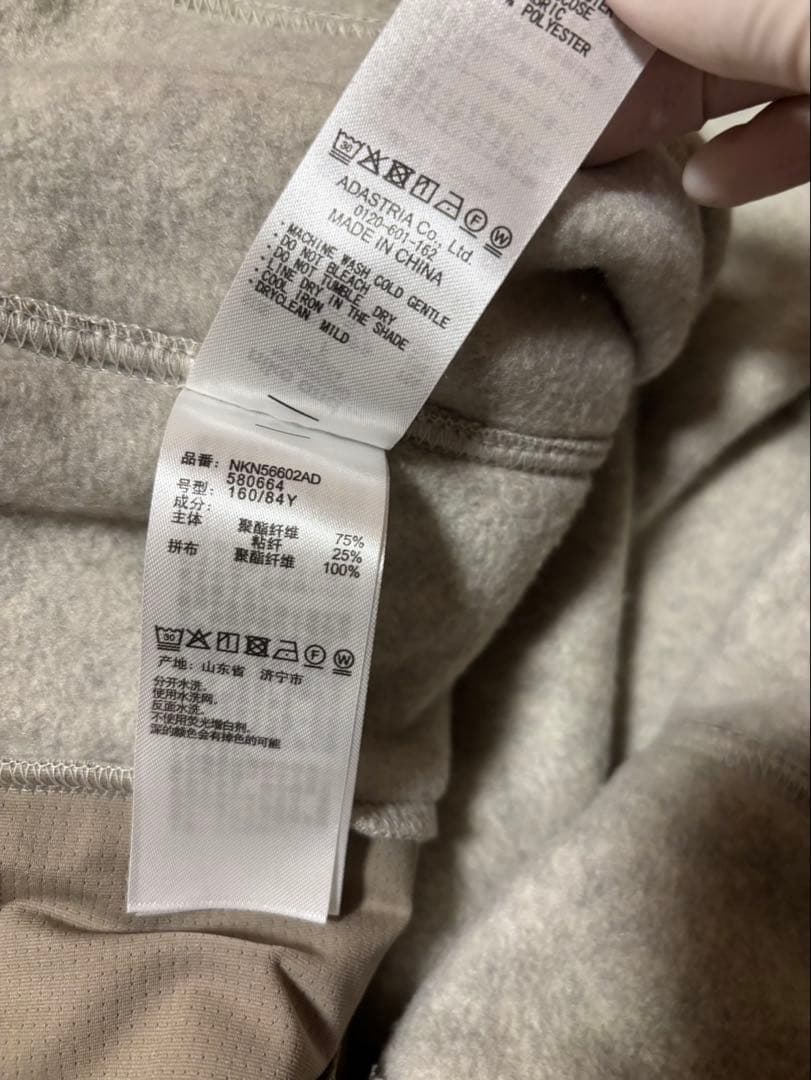 POLYESTER
30
F
W
ADASTRIA Co., Ltd.
0120-601-162
MADE IN CHINA
・MACHINE WASH COLD GENTLE
・DO NOT BLEACH
・DO NOT TUMBLE DRY
・LINE DRY IN THE SHADE
・COOL IRON
・DRYCLEAN MILD
品番：NKN56602AD
580664
号型：160/84Y
成分：
主体 聚酯纤维 75%
粘纤 25%
拼布 聚酯纤维 100%
30
F
W
产地：山东省 济宁市
分开水洗。
使用水洗网。
反面水洗。
不使用荧光增白剂。
深的颜色会有掉色的可能